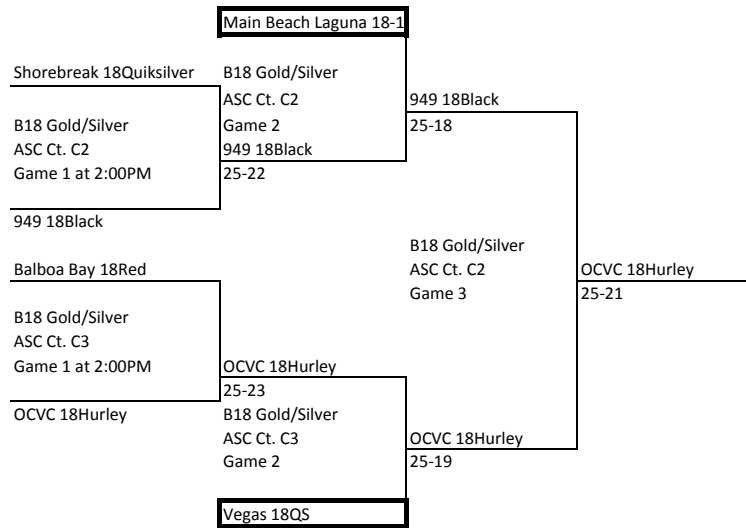 Main Beach Laguna 18-1
Shorebreak 18Quiksilver
B18 Gold/Silver
ASC Ct. C2
Game 2
949 18Black
25-18
B18 Gold/Silver
ASC Ct. C2
Game 1 at 2:00PM
949 18Black
25-22
949 18Black
B18 Gold/Silver
ASC Ct. C2
Game 3
OCVC 18Hurley
25-21
Balboa Bay 18Red
B18 Gold/Silver
ASC Ct. C3
Game 1 at 2:00PM
OCVC 18Hurley
25-23
OCVC 18Hurley
B18 Gold/Silver
ASC Ct. C3
Game 2
OCVC 18Hurley
25-19
Vegas 18QS